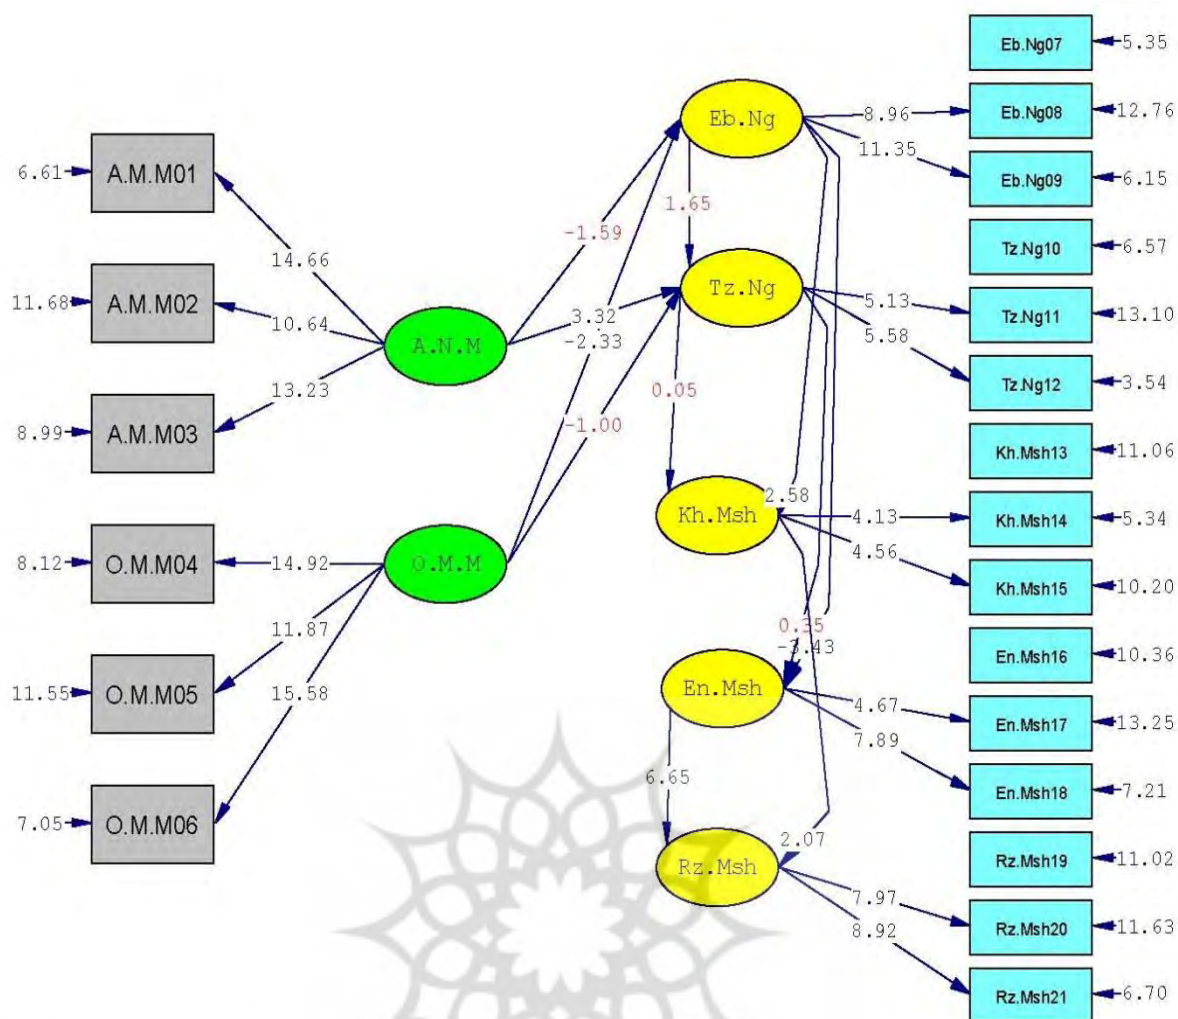 6.61
A.M.M01
11.68
A.M.M02
8.99
A.M.M03
8.12
O.M.M04
11.55
O.M.M05
7.05
O.M.M06
14.66
10.64
13.23
14.92
11.87
15.58
A.N.M
O.M.M
-1.59
3.32
-2.33
-1.00
Eb.Ng
1.65
Tz.Ng
0.05
Kh.Msh
2.58
0.35
-3.43
En.Msh
6.65
2.07
Rz.Msh
8.96
11.35
5.13
5.58
4.13
4.56
4.67
7.89
7.97
8.92
Eb.Ng07
5.35
Eb.Ng08
12.76
Eb.Ng09
6.15
Tz.Ng10
6.57
Tz.Ng11
13.10
Tz.Ng12
3.54
Kh.Msh13
11.06
Kh.Msh14
5.34
Kh.Msh15
10.20
En.Msh16
10.36
En.Msh17
13.25
En.Msh18
7.21
Rz.Msh19
11.02
Rz.Msh20
11.63
Rz.Msh21
6.70